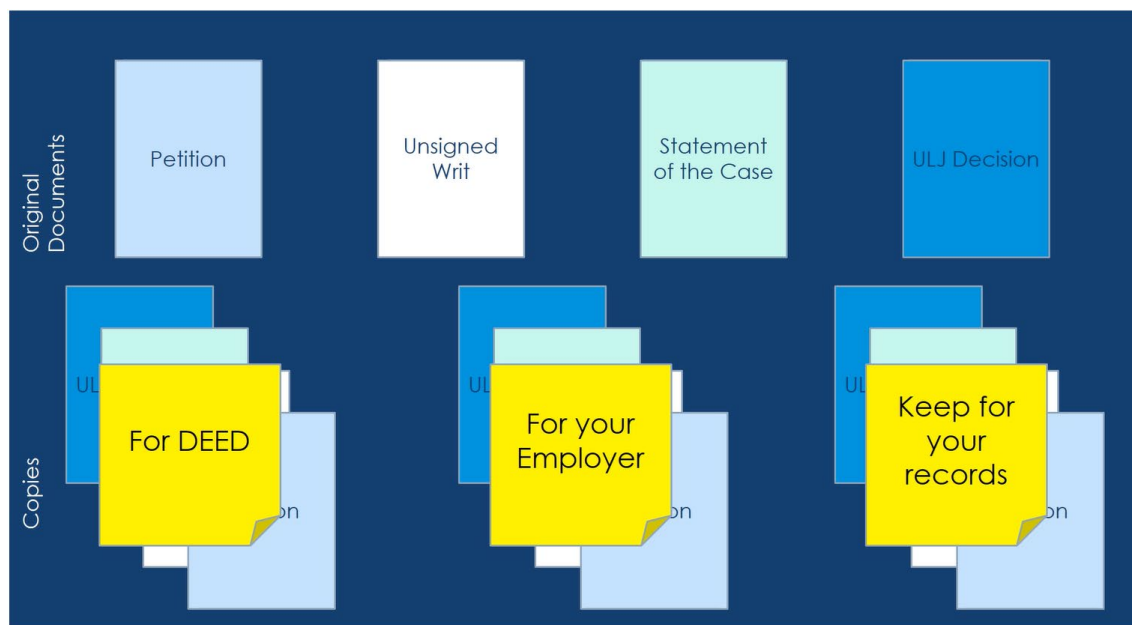 Original
Documents
Petition
Unsigned
Writ
Statement
of the Case
ULJ Decision
Copies
For DEED
For your
Employer
Keep for
your
records